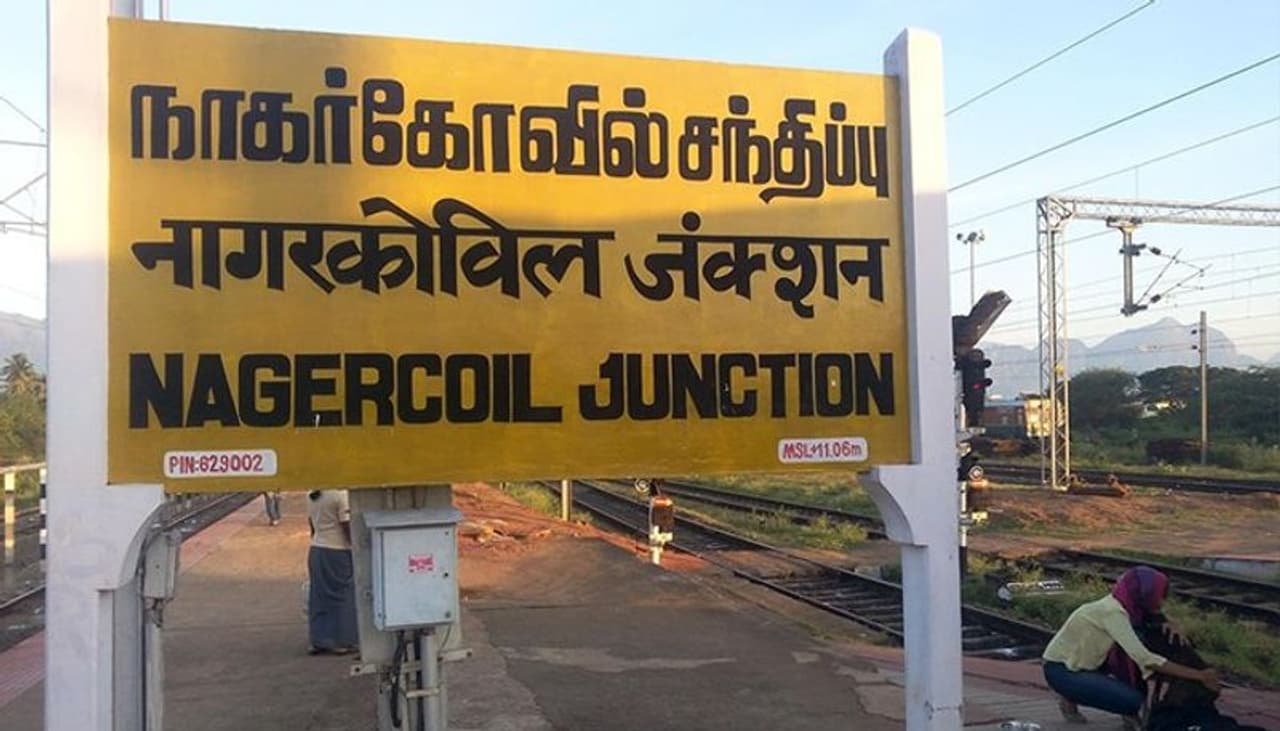 நாகர்கோவில் சந்திப்பு
नागरकोविल जंक्शन
NAGERCOIL JUNCTION
PIN:629002
MSL+11.06m